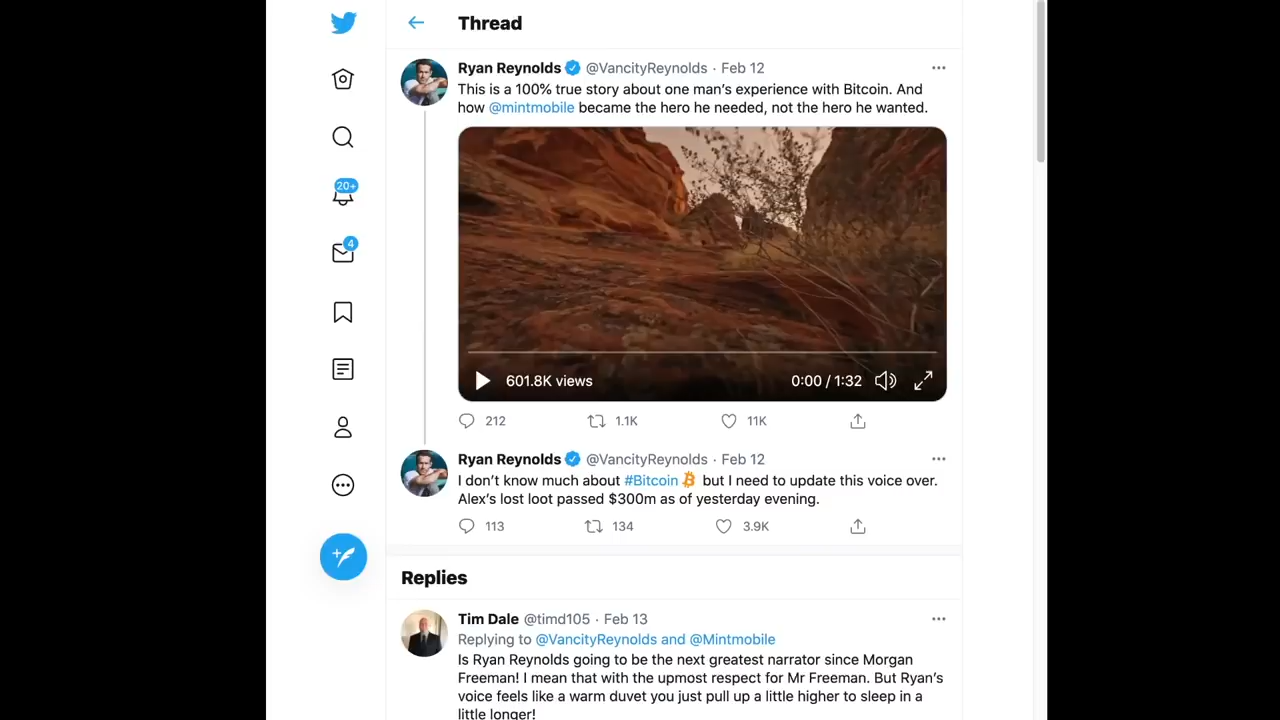 Thread
Ryan Reynolds @VancityReynolds · Feb 12
This is a 100% true story about one man's experience with Bitcoin. And
how @mintmobile became the hero he needed, not the hero he wanted.
20+
4
601.8K views
0:00 / 1:32
212 1.1K 11K
Ryan Reynolds @VancityReynolds · Feb 12
I don't know much about #Bitcoin but I need to update this voice over.
Alex's lost loot passed $300m as of yesterday evening.
113 134 3.9K
Replies
Tim Dale @timd105 · Feb 13
Replying to @VancityReynolds and @Mintmobile
Is Ryan Reynolds going to be the next greatest narrator since Morgan
Freeman! I mean that with the upmost respect for Mr Freeman. But Ryan's
voice feels like a warm duvet you just pull up a little higher to sleep in a
little longer!